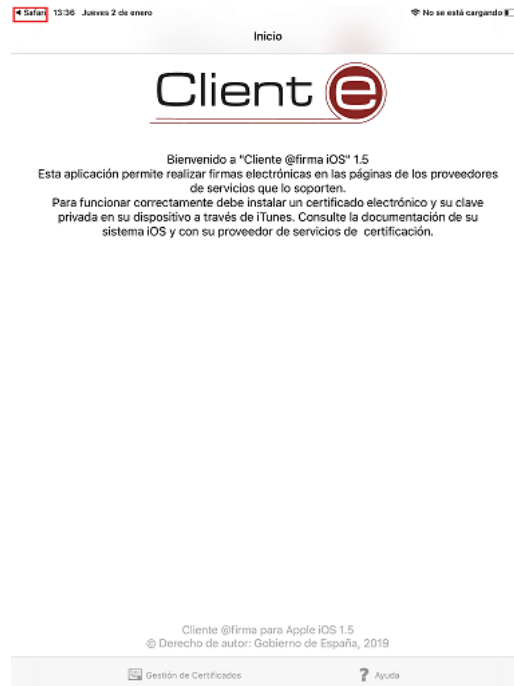 ◀ Safari 13:36 Jueves 2 de enero No se está cargando
Inicio
Client e
Bienvenido a "Cliente @firma iOS" 1.5
Esta aplicación permite realizar firmas electrónicas en las páginas de los proveedores
de servicios que lo soporten.
Para funcionar correctamente debe instalar un certificado electrónico y su clave
privada en su dispositivo a través de iTunes. Consulte la documentación de su
sistema iOS y con su proveedor de servicios de certificación.
Cliente @firma para Apple iOS 1.5
© Derecho de autor: Gobierno de España, 2019
Gestión de Certificados ? Ayuda